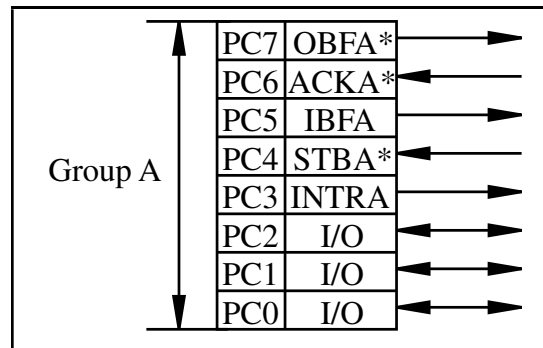 PC7 OBFA*
PC6 ACKA*
PC5 IBFA
Group A
PC4 STBA*
PC3 INTRA
PC2 I/O
PC1 I/O
PC0 I/O